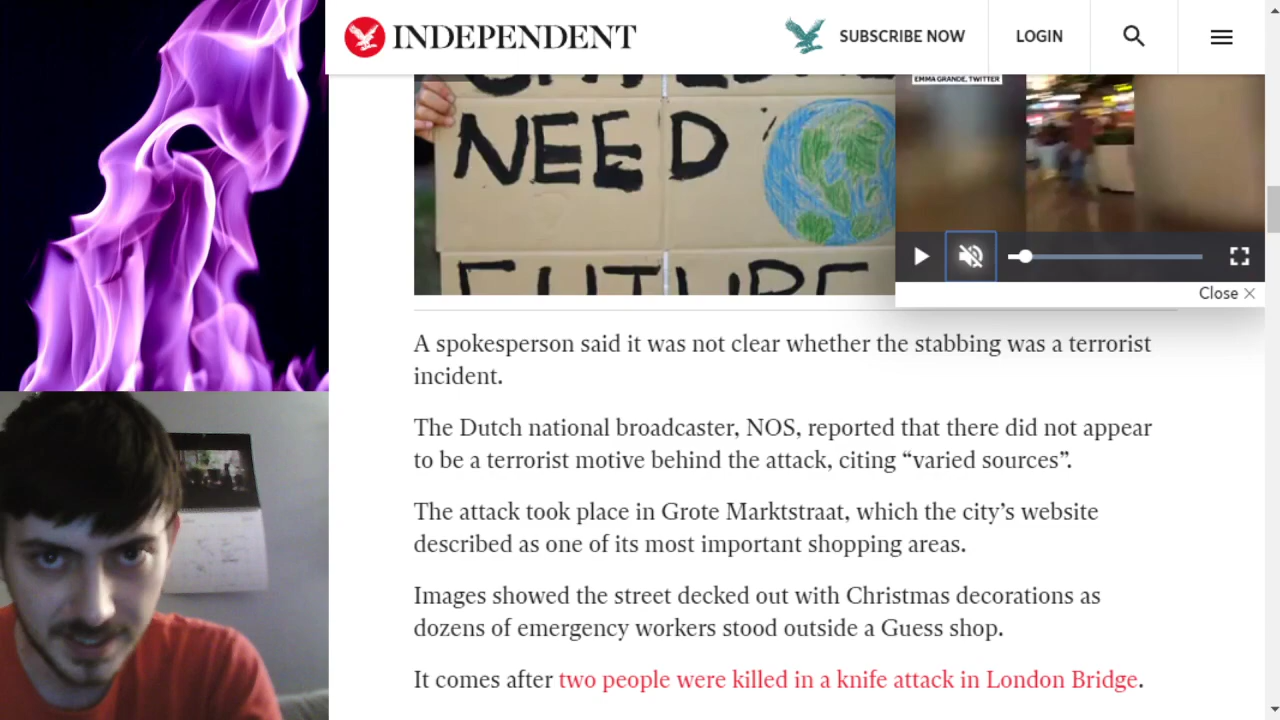 INDEPENDENT
SUBSCRIBE NOW
LOGIN
EMMA GRANDE, TWITTER
NEED
FUTURE
Close ×
A spokesperson said it was not clear whether the stabbing was a terrorist
incident.
The Dutch national broadcaster, NOS, reported that there did not appear
to be a terrorist motive behind the attack, citing “varied sources”.
The attack took place in Grote Marktstraat, which the city’s website
described as one of its most important shopping areas.
Images showed the street decked out with Christmas decorations as
dozens of emergency workers stood outside a Guess shop.
It comes after two people were killed in a knife attack in London Bridge.